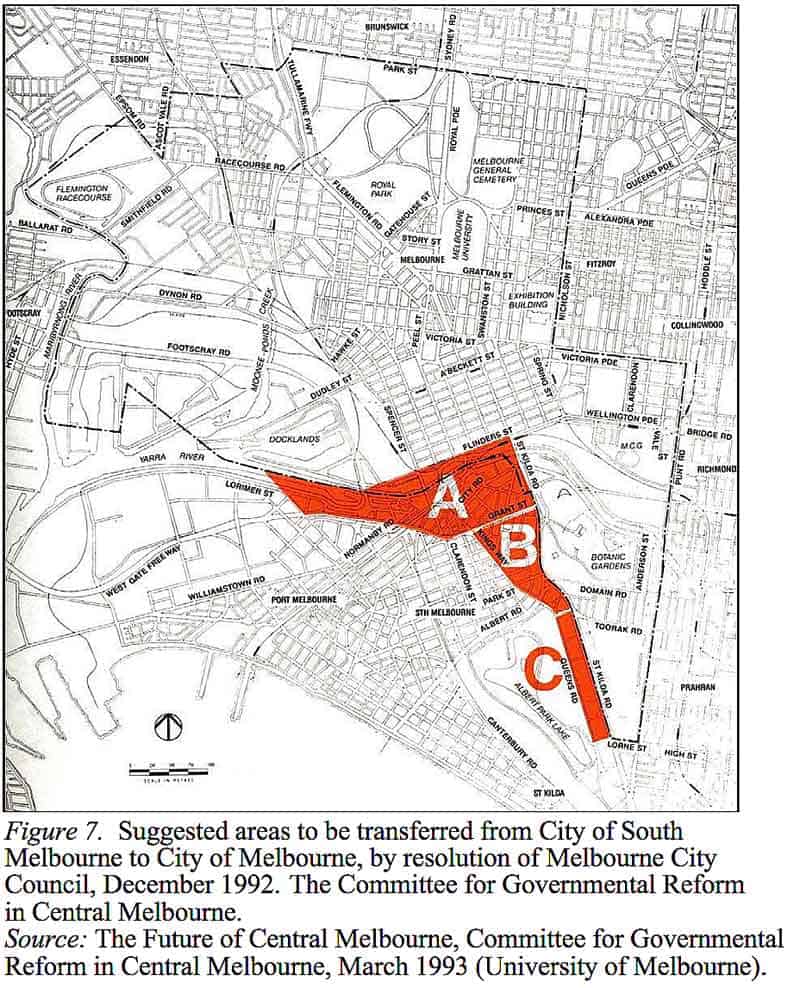 BRUNSWICK
SYDNEY RD
ESSENDON
PARK ST
TULLAMARINE FWY
EPSOM RD
ASCOT VALE RD
ROYAL PDE
RACECOURSE RD
MELBOURNE
GENERAL
CEMETERY
QUEENS PDE
FLEMINGTON
RACECOURSE
SMITHFIELD RD
ROYAL
PARK
FLEMINGTON RD
GATEHOUSE ST
MELBOURNE
UNIVERSITY
PRINCES ST
ALEXANDRA PDE
BALLARAT RD
STORY ST
MELBOURNE
GRATTAN ST
NICHOLSON ST
FITZROY
HODDLE ST
MARIBYRNONG RIVER
DYNON RD
MOONEE PONDS CREEK
SWANSTON ST
EXHIBITION
BUILDING
OOTSCRAY
HYDE ST
FOOTSCRAY RD
HAWKE ST
PEEL ST
VICTORIA ST
COLLINGWOOD
A'BECKETT ST
SPRING ST
VICTORIA PDE
CLARENDON
DUDLEY ST
SPENCER ST
WELLINGTON PDE
DOCKLANDS
FLINDERS ST
ST KILDA RD
M.C.G
VALE
ST
PUNT RD
BRIDGE RD
RICHMOND
YARRA RIVER
LORIMER ST
A
CITY RD
GRANT ST
NORMANBY RD
B
KINGS WAY
BOTANIC
GARDENS
ANDERSON ST
WEST GATE FREEWAY
WILLIAMSTOWN RD
CLARENDON ST
PORT MELBOURNE
STH MELBOURNE
PARK ST
ALBERT RD
DOMAIN RD
TOORAK RD
C
QUEENS RD
ST KILDA RD
ALBERT PARK LAKE
PRAHRAN
CANTERBURY RD
LORNE ST
HIGH ST
ST KILDA
SCALE IN METRES
Figure 7. Suggested areas to be transferred from City of South
Melbourne to City of Melbourne, by resolution of Melbourne City
Council, December 1992. The Committee for Governmental Reform
in Central Melbourne.
Source: The Future of Central Melbourne, Committee for Governmental
Reform in Central Melbourne, March 1993 (University of Melbourne).